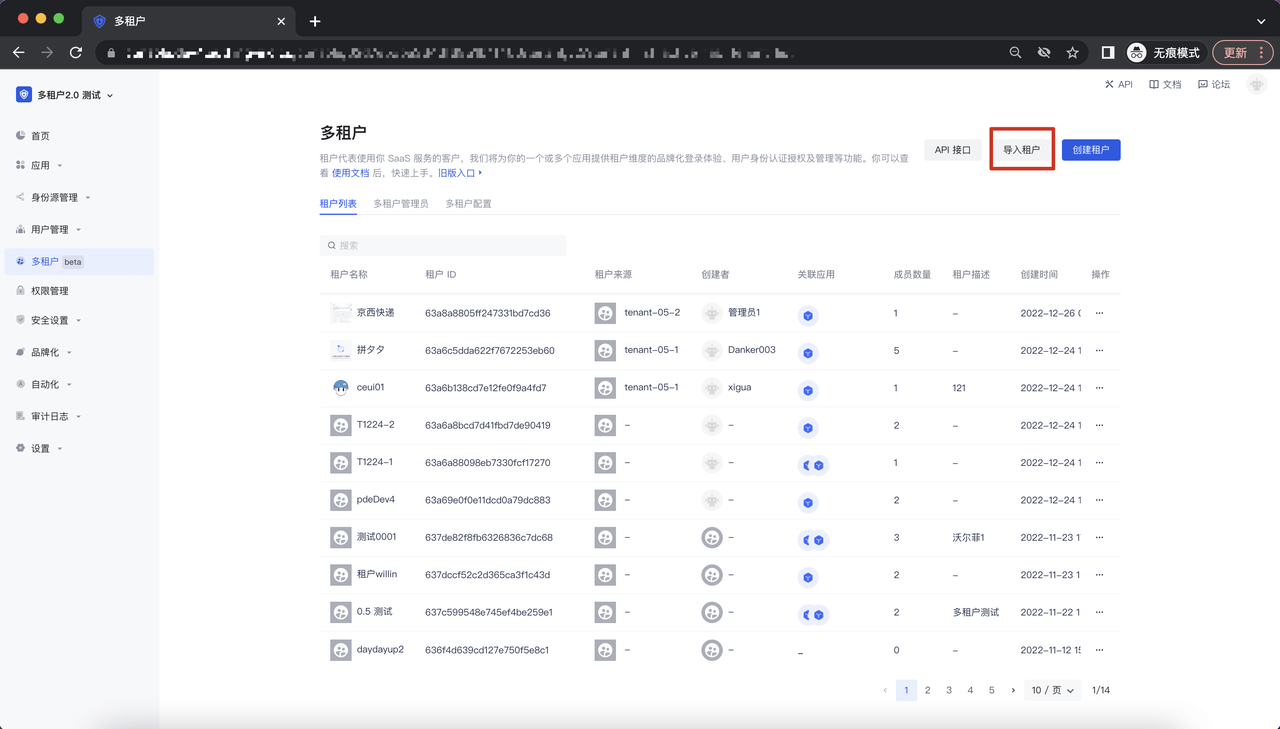 多租户
无痕模式
更新
多租户2.0 测试
API
文档
论坛
首页
应用
身份源管理
用户管理
多租户 beta
权限管理
安全设置
品牌化
自动化
审计日志
设置
多租户
租户代表使用你 SaaS 服务的客户，我们将为你的一个或多个应用提供租户维度的品牌化登录体验、用户身份认证授权及管理等功能。你可以查
看 使用文档 后，快速上手。旧版入口
API 接口
导入租户
创建租户
租户列表 多租户管理员 多租户配置
搜索
租户名称 租户 ID 租户来源 创建者 关联应用 成员数量 租户描述 创建时间 操作
京西快递 63a8a8805ff247331bd7cd36 tenant-05-2 管理员1 1 – 2022-12-26 ···
拼夕夕 63a6c5dda622f7672253eb60 tenant-05-1 Danker003 5 – 2022-12-24 1 ···
ceui01 63a6b138cd7e12fe0f9a4fd7 tenant-05-1 xigua 1 121 2022-12-24 1 ···
T1224-2 63a6a8bcd7d41fbd7de90419 – – 2 – 2022-12-24 1 ···
T1224-1 63a6a88098eb7330fcf17270 – – 1 – 2022-12-24 1 ···
pdeDev4 63a69e0f0e11dcd0a79dc883 – – 2 – 2022-12-24 1 ···
测试0001 637de82f8fb6326836c7dc68 – – 3 沃尔菲1 2022-11-23 1 ···
租户willin 637dccf52c2d365ca3f1c43d – – 2 – 2022-11-23 1 ···
0.5 测试 637c599548e745ef4be259e1 – – 2 多租户测试 2022-11-22 1 ···
daydayup2 636f4d639cd127e750f5e8c1 – – – 0 – 2022-11-12 ···
1 2 3 4 5 10 / 页 1/14